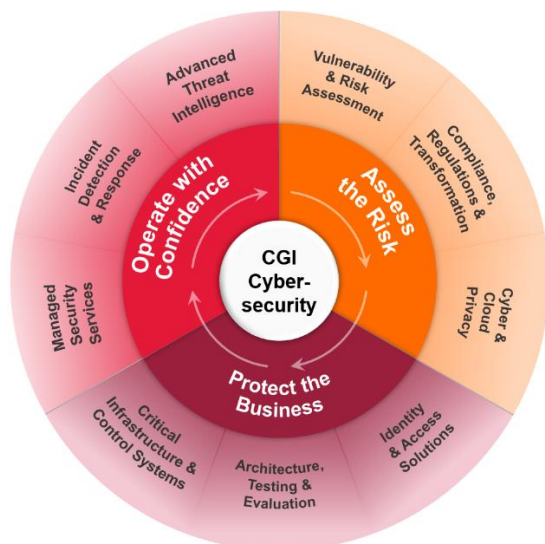 CGI
Cyber-
security
Assess
the Risk
Vulnerability
& Risk
Assessment
Compliance,
Regulations &
Transformation
Cyber &
Cloud
Privacy
Protect the
Business
Identity
& Access
Solutions
Architecture,
Testing &
Evaluation
Critical
Infrastructure &
Control Systems
Operate with
Confidence
Managed
Security
Services
Incident
Detection
& Response
Advanced
Threat
Intelligence